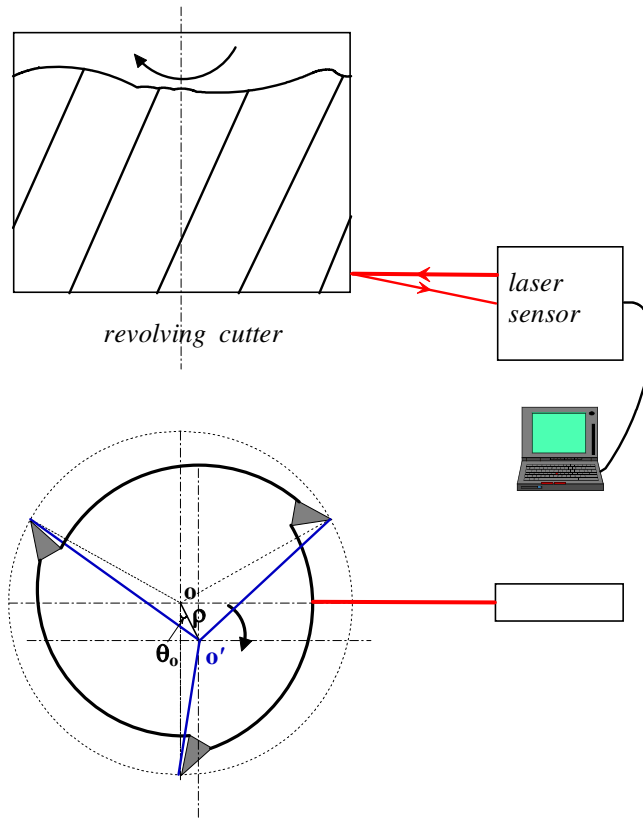 laser
sensor
revolving cutter
o
ρ
θₒ
o′